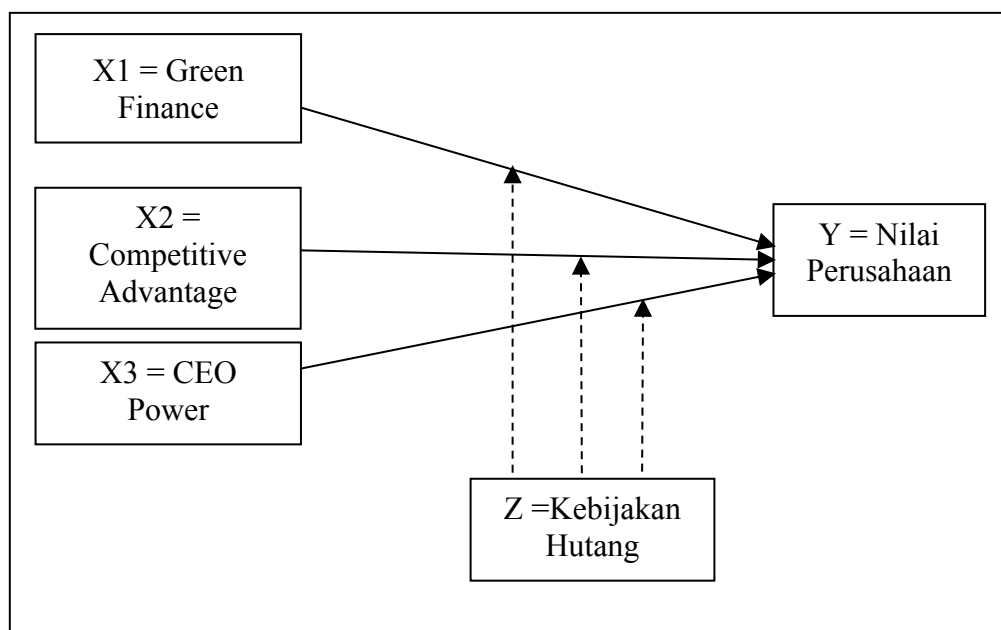 X1 = Green
Finance
X2 =
Competitive
Advantage
X3 = CEO
Power
Y = Nilai
Perusahaan
Z =Kebijakan
Hutang